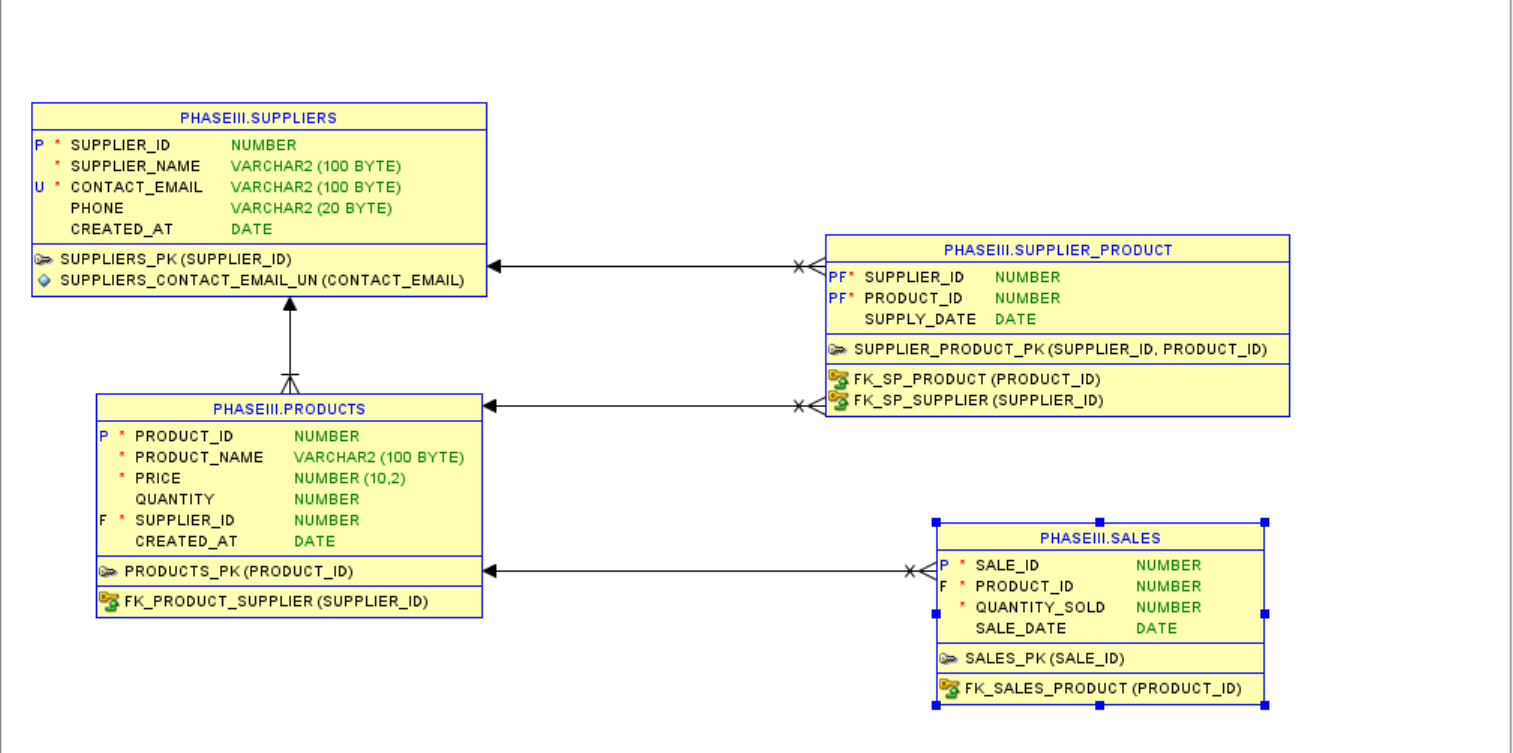 PHASEIII.SUPPLIERS
P * SUPPLIER_ID NUMBER
* SUPPLIER_NAME VARCHAR2 (100 BYTE)
U * CONTACT_EMAIL VARCHAR2 (100 BYTE)
PHONE VARCHAR2 (20 BYTE)
CREATED_AT DATE
SUPPLIERS_PK (SUPPLIER_ID)
SUPPLIERS_CONTACT_EMAIL_UN (CONTACT_EMAIL)
PHASEIII.SUPPLIER_PRODUCT
PF* SUPPLIER_ID NUMBER
PF* PRODUCT_ID NUMBER
SUPPLY_DATE DATE
SUPPLIER_PRODUCT_PK (SUPPLIER_ID, PRODUCT_ID)
FK_SP_PRODUCT (PRODUCT_ID)
FK_SP_SUPPLIER (SUPPLIER_ID)
PHASEIII.PRODUCTS
P * PRODUCT_ID NUMBER
* PRODUCT_NAME VARCHAR2 (100 BYTE)
* PRICE NUMBER (10,2)
QUANTITY NUMBER
F * SUPPLIER_ID NUMBER
CREATED_AT DATE
PRODUCTS_PK (PRODUCT_ID)
FK_PRODUCT_SUPPLIER (SUPPLIER_ID)
PHASEIII.SALES
P * SALE_ID NUMBER
F * PRODUCT_ID NUMBER
* QUANTITY_SOLD NUMBER
SALE_DATE DATE
SALES_PK (SALE_ID)
FK_SALES_PRODUCT (PRODUCT_ID)